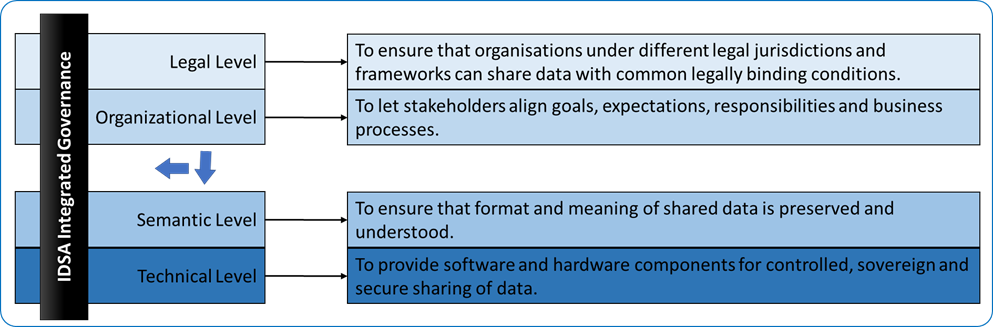 IDSA Integrated Governance
Legal Level
To ensure that organisations under different legal jurisdictions and
frameworks can share data with common legally binding conditions.
Organizational Level
To let stakeholders align goals, expectations, responsibilities and business
processes.
Semantic Level
To ensure that format and meaning of shared data is preserved and
understood.
Technical Level
To provide software and hardware components for controlled, sovereign and
secure sharing of data.